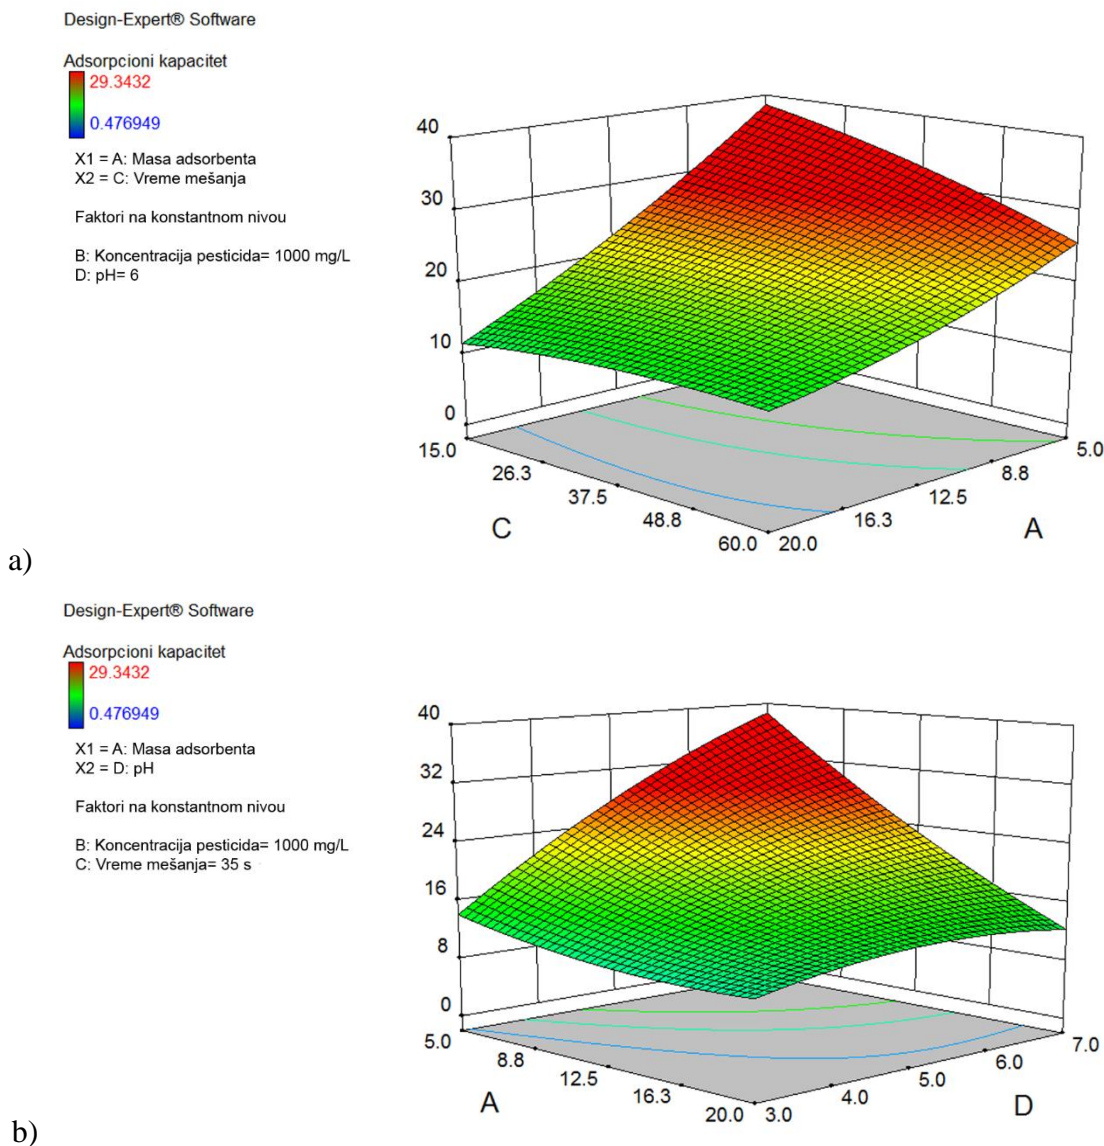 Design-Expert® Software
Adsorpcioni kapacitet
29.3432
0.476949
X1 = A: Masa adsorbenta
X2 = C: Vreme mešanja
Faktori na konstantnom nivou
B: Koncentracija pesticida= 1000 mg/L
D: pH= 6
40
30
20
10
0
15.0
26.3
37.5
48.8
60.0
20.0
16.3
12.5
8.8
5.0
C
A
a)
Design-Expert® Software
Adsorpcioni kapacitet
29.3432
0.476949
X1 = A: Masa adsorbenta
X2 = D: pH
Faktori na konstantnom nivou
B: Koncentracija pesticida= 1000 mg/L
C: Vreme mešanja= 35 s
40
32
24
16
8
0
5.0
8.8
12.5
16.3
20.0
3.0
4.0
5.0
6.0
7.0
A
D
b)